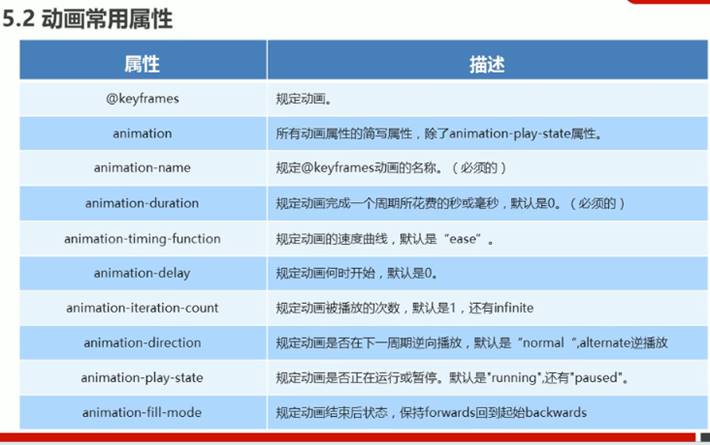 5.2 动画常用属性
属性 描述
@keyframes 规定动画。
animation 所有动画属性的简写属性，除了animation-play-state属性。
animation-name 规定@keyframes动画的名称。（必须的）
animation-duration 规定动画完成一个周期所花费的秒或毫秒，默认是0。（必须的）
animation-timing-function 规定动画的速度曲线，默认是“ease”。
animation-delay 规定动画何时开始，默认是0。
animation-iteration-count 规定动画被播放的次数，默认是1，还有infinite
animation-direction 规定动画是否在下一周期逆向播放，默认是“normal“,alternate逆播放
animation-play-state 规定动画是否正在运行或暂停。默认是"running",还有"paused"。
animation-fill-mode 规定动画结束后状态，保持forwards回到起始backwards